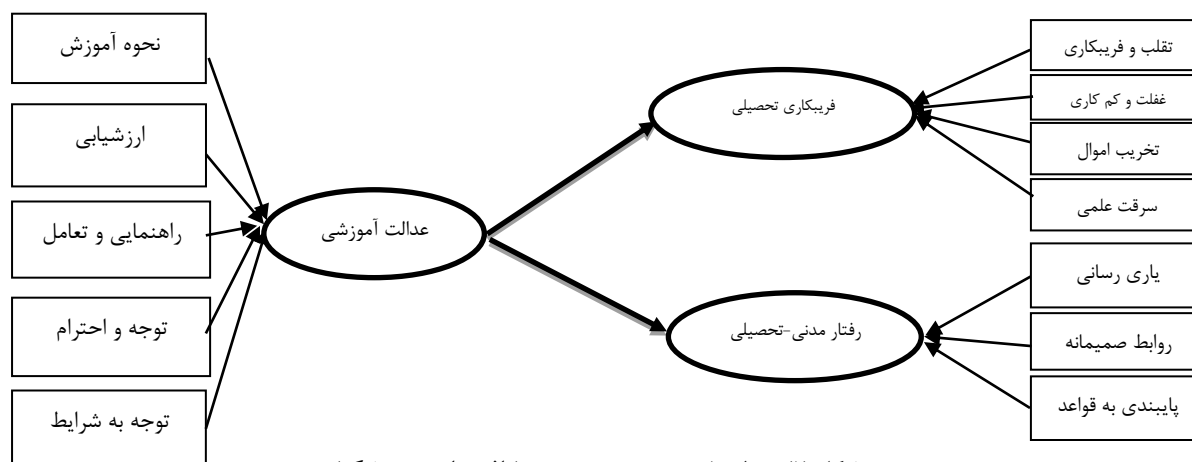 تقلب و فریبکاری
غفلت و کم کاری
تخریب اموال
سرقت علمی
یاری رسانی
روابط صمیمانه
پایبندی به قواعد
فریبکاری تحصیلی
رفتار مدنی-تحصیلی
عدالت آموزشی
نحوه آموزش
ارزشیابی
راهنمایی و تعامل
توجه و احترام
توجه به شرایط